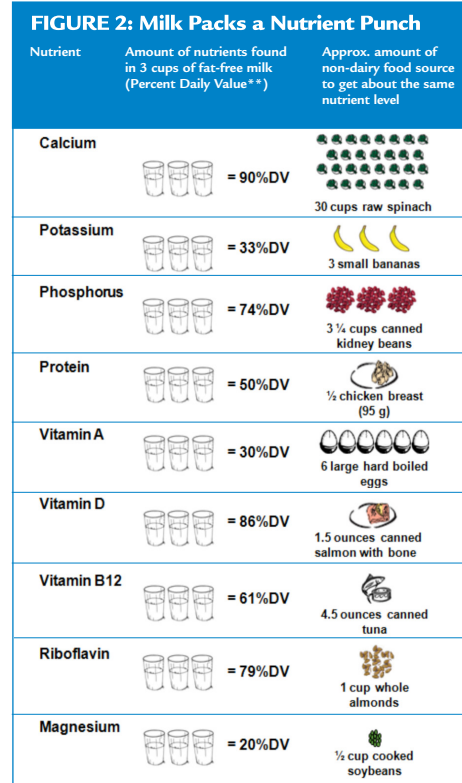 FIGURE 2: Milk Packs a Nutrient Punch
Nutrient
Amount of nutrients found
in 3 cups of fat-free milk
(Percent Daily Value**)
Approx. amount of
non-dairy food source
to get about the same
nutrient level
Calcium
= 90%DV
30 cups raw spinach
Potassium
= 33%DV
3 small bananas
Phosphorus
= 74%DV
3 ¼ cups canned
kidney beans
Protein
= 50%DV
½ chicken breast
(95 g)
Vitamin A
= 30%DV
6 large hard boiled
eggs
Vitamin D
= 86%DV
1.5 ounces canned
salmon with bone
Vitamin B12
= 61%DV
4.5 ounces canned
tuna
Riboflavin
= 79%DV
1 cup whole
almonds
Magnesium
= 20%DV
½ cup cooked
soybeans